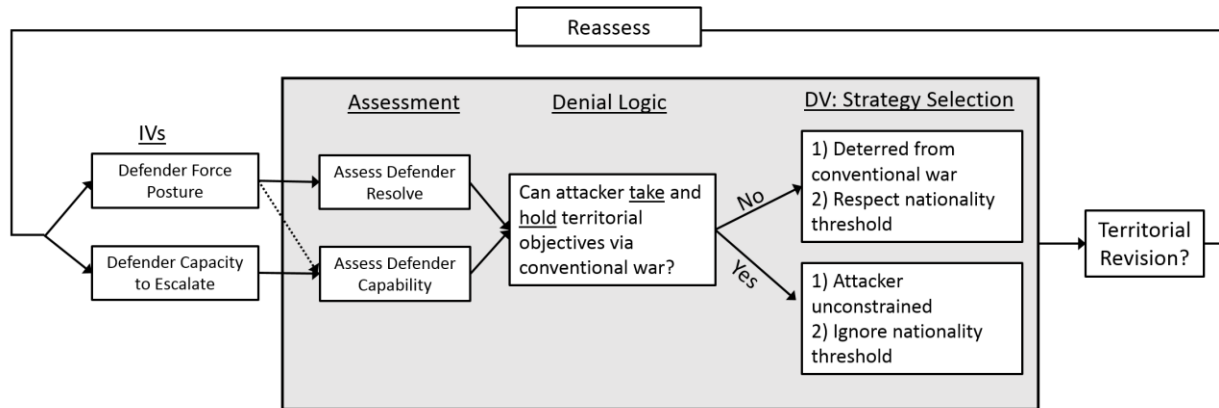 Reassess
Assessment
Denial Logic
DV: Strategy Selection
IVs
Defender Force
Posture
Defender Capacity
to Escalate
Assess Defender
Resolve
Assess Defender
Capability
Can attacker take and
hold territorial
objectives via
conventional war?
No
Yes
1) Deterred from
conventional war
2) Respect nationality
threshold
1) Attacker
unconstrained
2) Ignore nationality
threshold
Territorial
Revision?